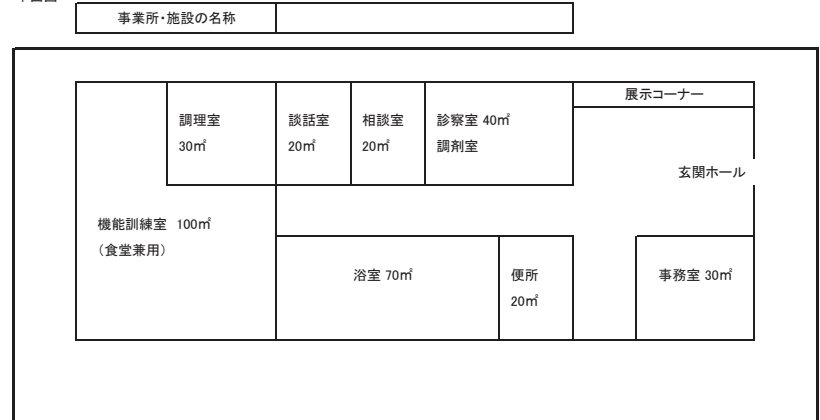 事業所・施設の名称
展示コーナー
調理室
30㎡
談話室
20㎡
相談室
20㎡
診察室 40㎡
調剤室
玄関ホール
機能訓練室 100㎡
（食堂兼用）
浴室 70㎡
便所
20㎡
事務室 30㎡